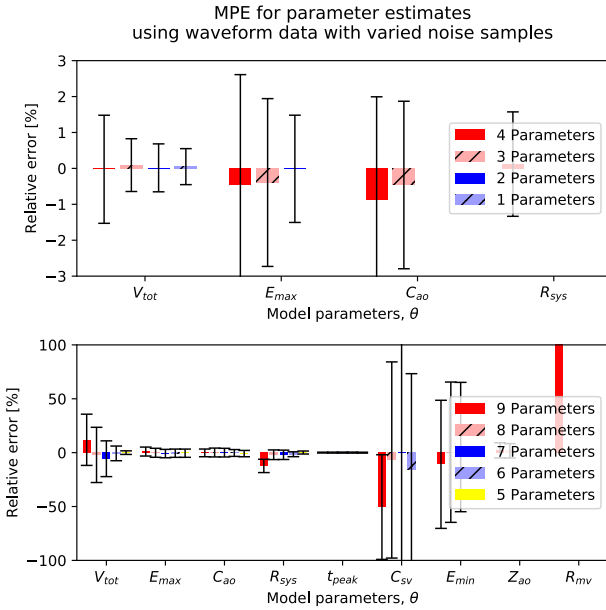 MPE for parameter estimates
using waveform data with varied noise samples
Relative error [%]
3
2
1
0
−1
−2
−3
4 Parameters
3 Parameters
2 Parameters
1 Parameters
V_tot E_max C_ao R_sys
Model parameters, θ
Relative error [%]
100
50
0
−50
−100
9 Parameters
8 Parameters
7 Parameters
6 Parameters
5 Parameters
V_tot E_max C_ao R_sys t_peak C_sv E_min Z_ao R_mv
Model parameters, θ